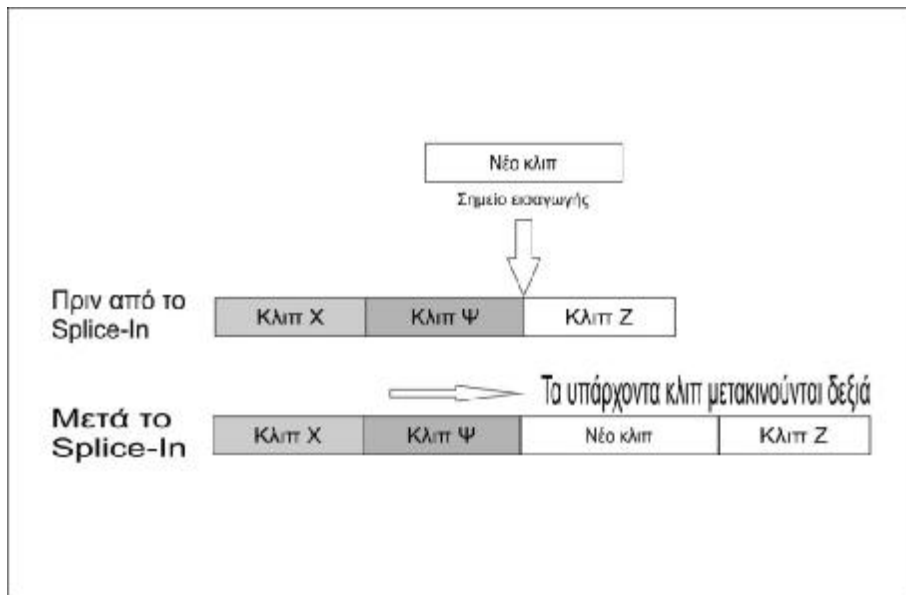 Νέο κλιπ
Σημείο εισαγωγής
Πριν από το
Splice-In
Κλιπ Χ
Κλιπ Ψ
Κλιπ Ζ
Τα υπάρχοντα κλιπ μετακινούνται δεξιά
Μετά το
Splice-In
Κλιπ Χ
Κλιπ Ψ
Νέο κλιπ
Κλιπ Ζ